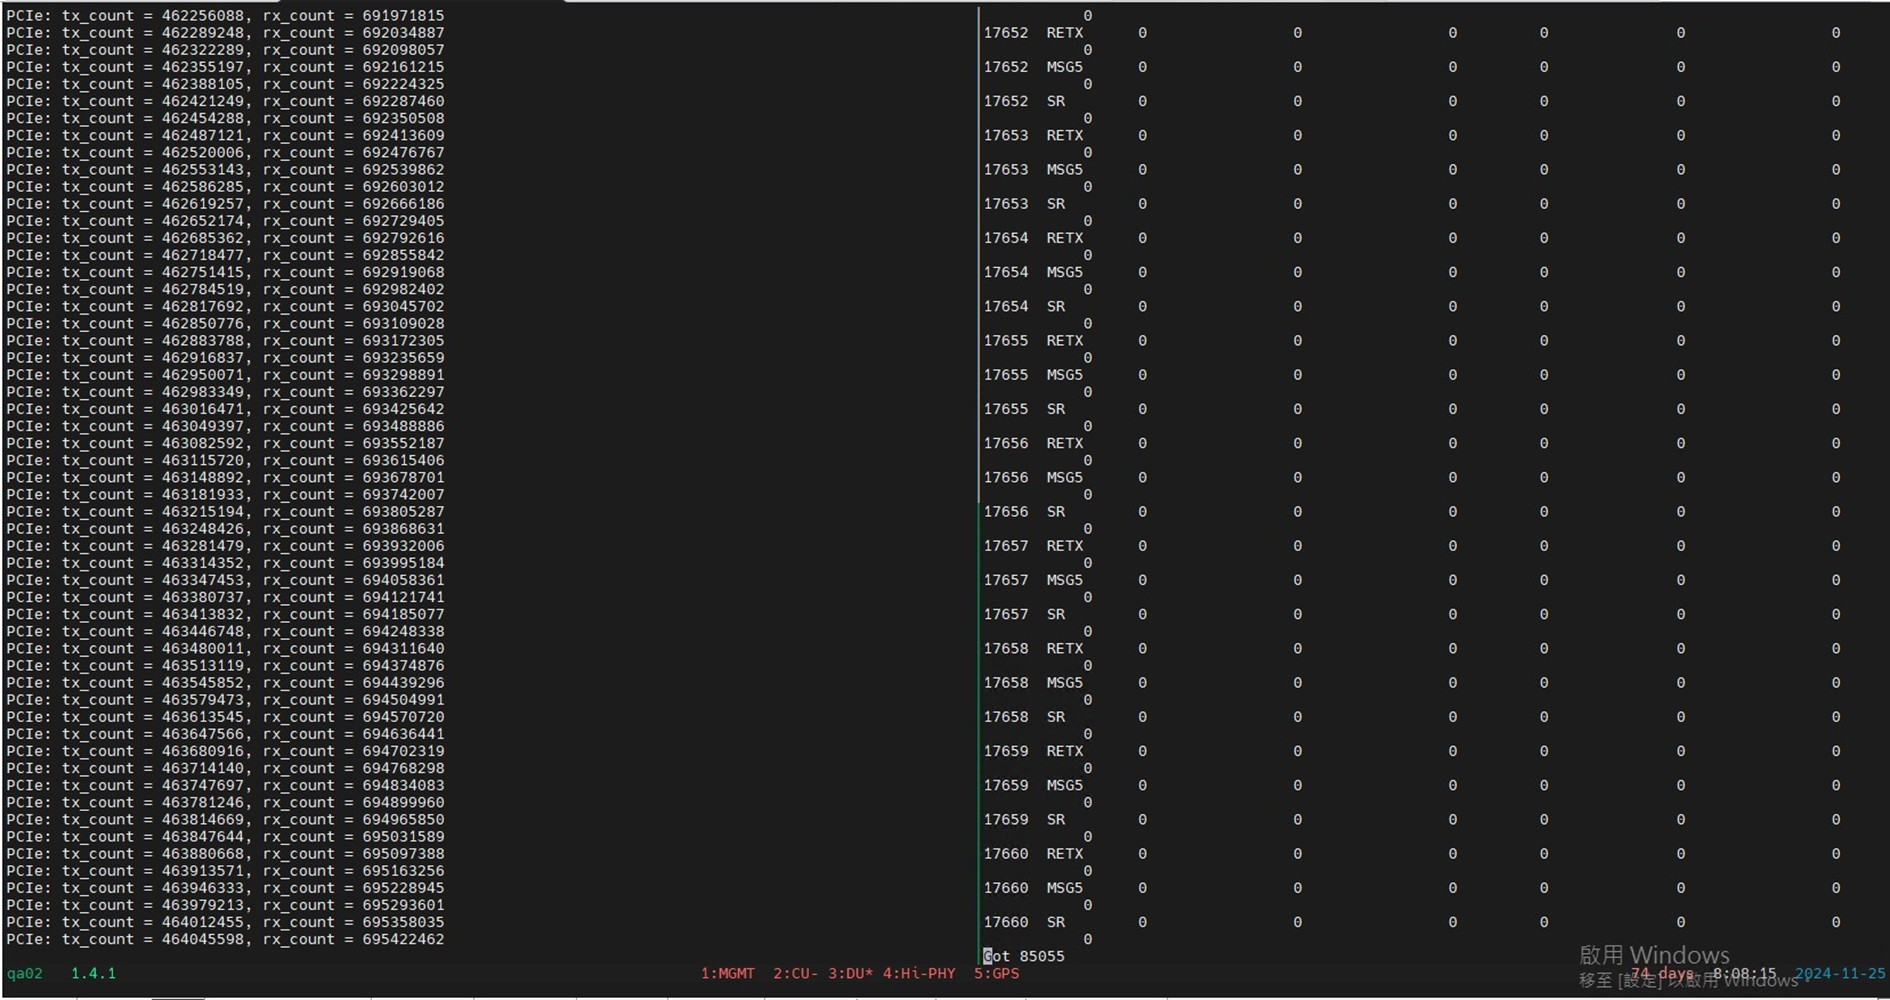 PCIe: tx_count = 462256088, rx_count = 691971815
PCIe: tx_count = 462289248, rx_count = 692034887
PCIe: tx_count = 462322289, rx_count = 692098057
PCIe: tx_count = 462355197, rx_count = 692161215
PCIe: tx_count = 462388105, rx_count = 692224325
PCIe: tx_count = 462421249, rx_count = 692287460
PCIe: tx_count = 462454288, rx_count = 692350508
PCIe: tx_count = 462487121, rx_count = 692413609
PCIe: tx_count = 462520006, rx_count = 692476767
PCIe: tx_count = 462553143, rx_count = 692539862
PCIe: tx_count = 462586285, rx_count = 692603012
PCIe: tx_count = 462619257, rx_count = 692666186
PCIe: tx_count = 462652174, rx_count = 692729405
PCIe: tx_count = 462685362, rx_count = 692792616
PCIe: tx_count = 462718477, rx_count = 692855842
PCIe: tx_count = 462751415, rx_count = 692919068
PCIe: tx_count = 462784519, rx_count = 692982402
PCIe: tx_count = 462817692, rx_count = 693045702
PCIe: tx_count = 462850776, rx_count = 693109028
PCIe: tx_count = 462883788, rx_count = 693172305
PCIe: tx_count = 462916837, rx_count = 693235659
PCIe: tx_count = 462950071, rx_count = 693298891
PCIe: tx_count = 462983349, rx_count = 693362297
PCIe: tx_count = 463016471, rx_count = 693425642
PCIe: tx_count = 463049397, rx_count = 693488886
PCIe: tx_count = 463082592, rx_count = 693552187
PCIe: tx_count = 463115720, rx_count = 693615406
PCIe: tx_count = 463148892, rx_count = 693678701
PCIe: tx_count = 463181933, rx_count = 693742007
PCIe: tx_count = 463215194, rx_count = 693805287
PCIe: tx_count = 463248426, rx_count = 693868631
PCIe: tx_count = 463281479, rx_count = 693932006
PCIe: tx_count = 463314352, rx_count = 693995184
PCIe: tx_count = 463347453, rx_count = 694058361
PCIe: tx_count = 463380737, rx_count = 694121741
PCIe: tx_count = 463413832, rx_count = 694185077
PCIe: tx_count = 463446748, rx_count = 694248338
PCIe: tx_count = 463480011, rx_count = 694311640
PCIe: tx_count = 463513119, rx_count = 694374876
PCIe: tx_count = 463545852, rx_count = 694439296
PCIe: tx_count = 463579473, rx_count = 694504991
PCIe: tx_count = 463613545, rx_count = 694570720
PCIe: tx_count = 463647566, rx_count = 694636441
PCIe: tx_count = 463680916, rx_count = 694702319
PCIe: tx_count = 463714140, rx_count = 694768298
PCIe: tx_count = 463747697, rx_count = 694834083
PCIe: tx_count = 463781246, rx_count = 694899960
PCIe: tx_count = 463814669, rx_count = 694965850
PCIe: tx_count = 463847644, rx_count = 695031589
PCIe: tx_count = 463880668, rx_count = 695097388
PCIe: tx_count = 463913571, rx_count = 695163256
PCIe: tx_count = 463946333, rx_count = 695228945
PCIe: tx_count = 463979213, rx_count = 695293601
PCIe: tx_count = 464012455, rx_count = 695358035
PCIe: tx_count = 464045598, rx_count = 695422462
0
17652 RETX 0 0 0 0 0 0
0
17652 MSG5 0 0 0 0 0 0
0
17652 SR 0 0 0 0 0 0
0
17653 RETX 0 0 0 0 0 0
0
17653 MSG5 0 0 0 0 0 0
0
17653 SR 0 0 0 0 0 0
0
17654 RETX 0 0 0 0 0 0
0
17654 MSG5 0 0 0 0 0 0
0
17654 SR 0 0 0 0 0 0
0
17655 RETX 0 0 0 0 0 0
0
17655 MSG5 0 0 0 0 0 0
0
17655 SR 0 0 0 0 0 0
0
17656 RETX 0 0 0 0 0 0
0
17656 MSG5 0 0 0 0 0 0
0
17656 SR 0 0 0 0 0 0
0
17657 RETX 0 0 0 0 0 0
0
17657 MSG5 0 0 0 0 0 0
0
17657 SR 0 0 0 0 0 0
0
17658 RETX 0 0 0 0 0 0
0
17658 MSG5 0 0 0 0 0 0
0
17658 SR 0 0 0 0 0 0
0
17659 RETX 0 0 0 0 0 0
0
17659 MSG5 0 0 0 0 0 0
0
17659 SR 0 0 0 0 0 0
0
17660 RETX 0 0 0 0 0 0
0
17660 MSG5 0 0 0 0 0 0
0
17660 SR 0 0 0 0 0 0
0
Got 85055
啟用 Windows
移至 [設定] 以啟用 Windows。
qa02 1.4.1 1:MGMT 2:CU- 3:DU* 4:Hi-PHY 5:GPS 74 days 8:08:15 2024-11-25